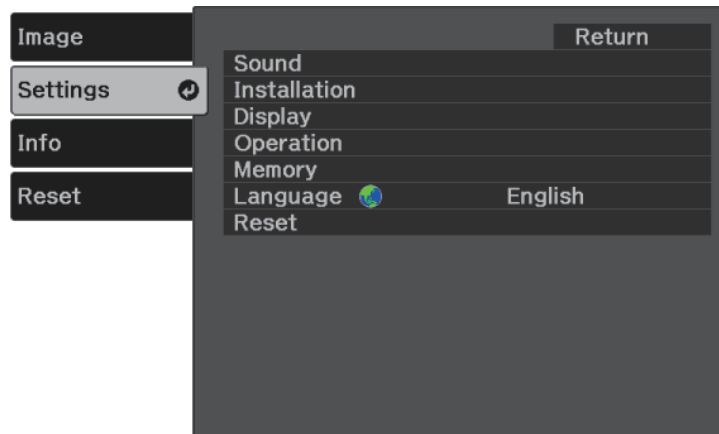 Image
Settings
Info
Reset
Return
Sound
Installation
Display
Operation
Memory
Language English
Reset